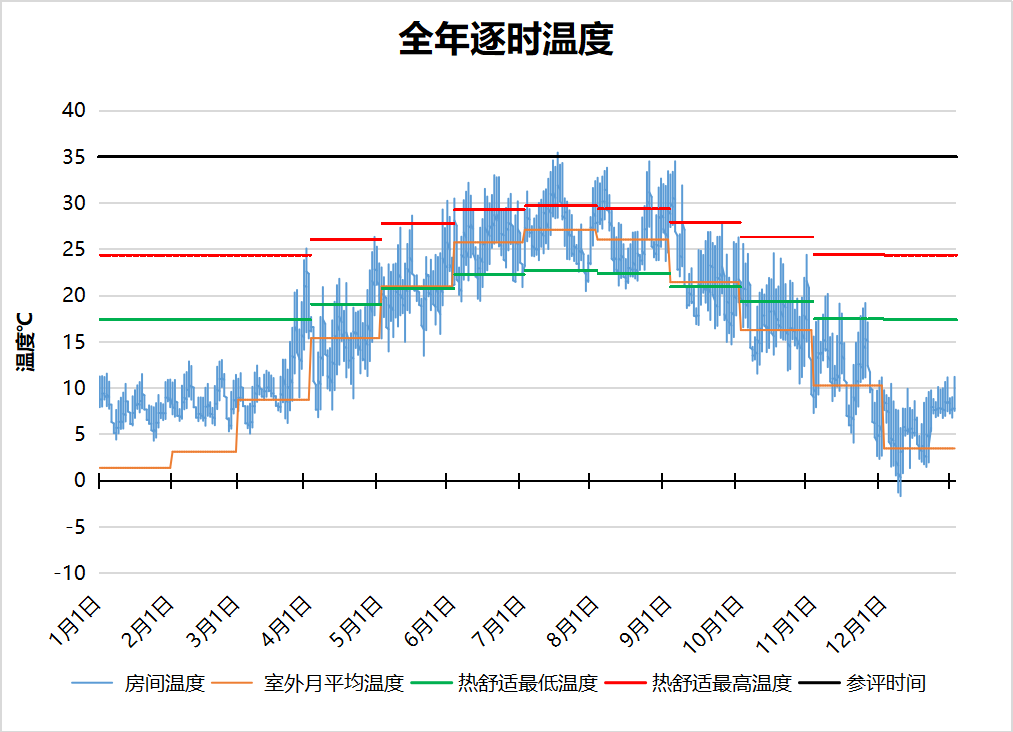 全年逐时温度
40
35
30
25
20
15
10
5
0
-5
-10
温度℃
1月1日
2月1日
3月1日
4月1日
5月1日
6月1日
7月1日
8月1日
9月1日
10月1日
11月1日
12月1日
房间温度 室外月平均温度 热舒适最低温度 热舒适最高温度 参评时间